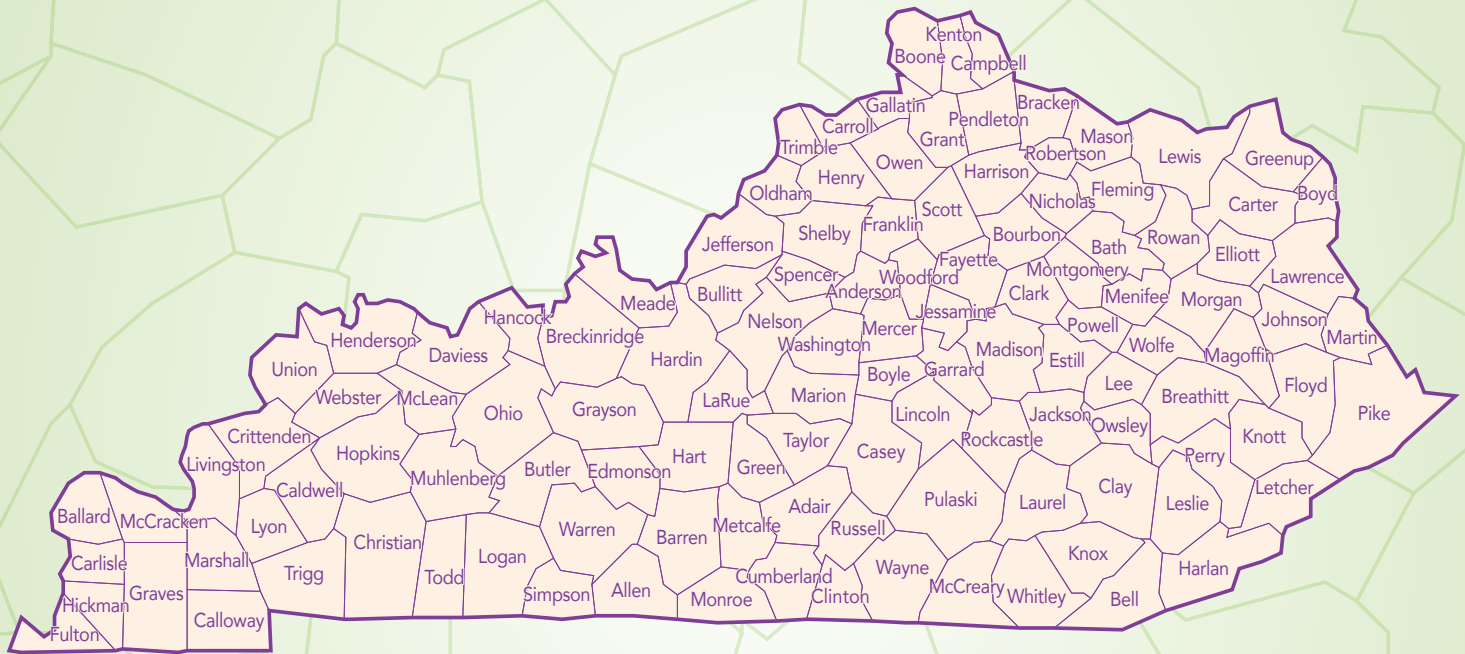 Kenton
Boone
Campbell
Gallatin
Bracken
Carroll
Pendleton
Grant
Mason
Trimble
Robertson
Lewis
Greenup
Owen
Henry
Harrison
Oldham
Fleming
Boyd
Nicholas
Carter
Scott
Franklin
Shelby
Bourbon
Rowan
Jefferson
Bath
Elliott
Fayette
Montgomery
Spencer
Woodford
Lawrence
Anderson
Bullitt
Clark
Menifee
Morgan
Meade
Jessamine
Hancock
Nelson
Johnson
Powell
Mercer
Breckinridge
Martin
Henderson
Washington
Wolfe
Madison
Daviess
Magoffin
Hardin
Estill
Union
Garrard
Boyle
Lee
Floyd
Webster
McLean
Marion
Breathitt
LaRue
Grayson
Ohio
Lincoln
Jackson
Pike
Owsley
Crittenden
Taylor
Rockcastle
Knott
Hopkins
Casey
Hart
Perry
Livingston
Green
Butler
Edmonson
Muhlenberg
Clay
Letcher
Caldwell
Pulaski
Laurel
Leslie
Adair
Ballard
McCracken
Lyon
Metcalfe
Russell
Warren
Barren
Christian
Knox
Logan
Marshall
Carlisle
Wayne
Harlan
Trigg
Todd
Cumberland
McCreary
Allen
Graves
Simpson
Clinton
Whitley
Monroe
Bell
Hickman
Calloway
Fulton